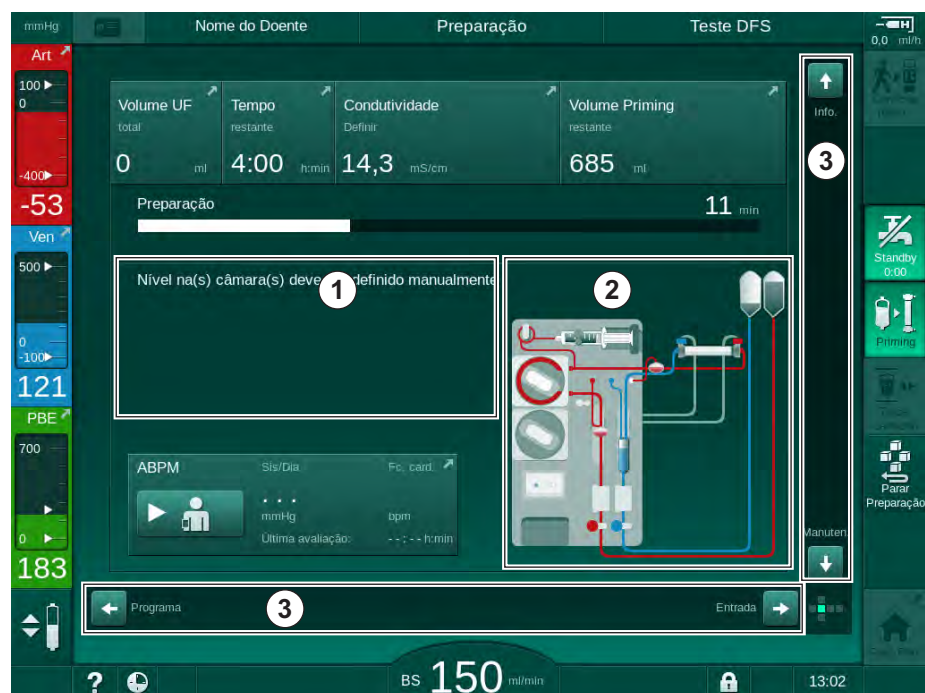 mmHg
Nome do Doente
Preparação
Teste DFS
0,0 ml/h
Art
100
0
-400
-53
Ven
500
0
-100
121
PBE
700
0
183
Volume UF
total
0 ml
Tempo
restante
4:00 h:min
Condutividade
Definir
14,3 mS/cm
Volume Priming
restante
685 ml
Preparação
11 min
Nível na(s) câmara(s) deve
definido manualmente
1
2
ABPM
Sis/Dia
Fc. card.
. . .
mmHg
bpm
Última avaliação:
--:-- h:min
Info.
3
Manuten.
Programa
3
Entrada
Standby
0:00
Priming
Parar
Preparação
?
BS 150 ml/min
13:02